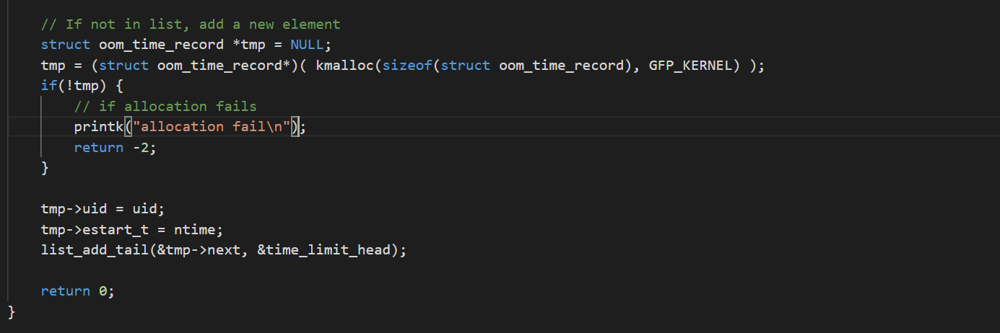 // If not in list, add a new element
struct oom_time_record *tmp = NULL;
tmp = (struct oom_time_record*)( kmalloc(sizeof(struct oom_time_record), GFP_KERNEL) );
if(!tmp) {
// if allocation fails
printk("allocation fail\n");
return -2;
}
tmp->uid = uid;
tmp->estart_t = ntime;
list_add_tail(&tmp->next, &time_limit_head);
return 0;
}